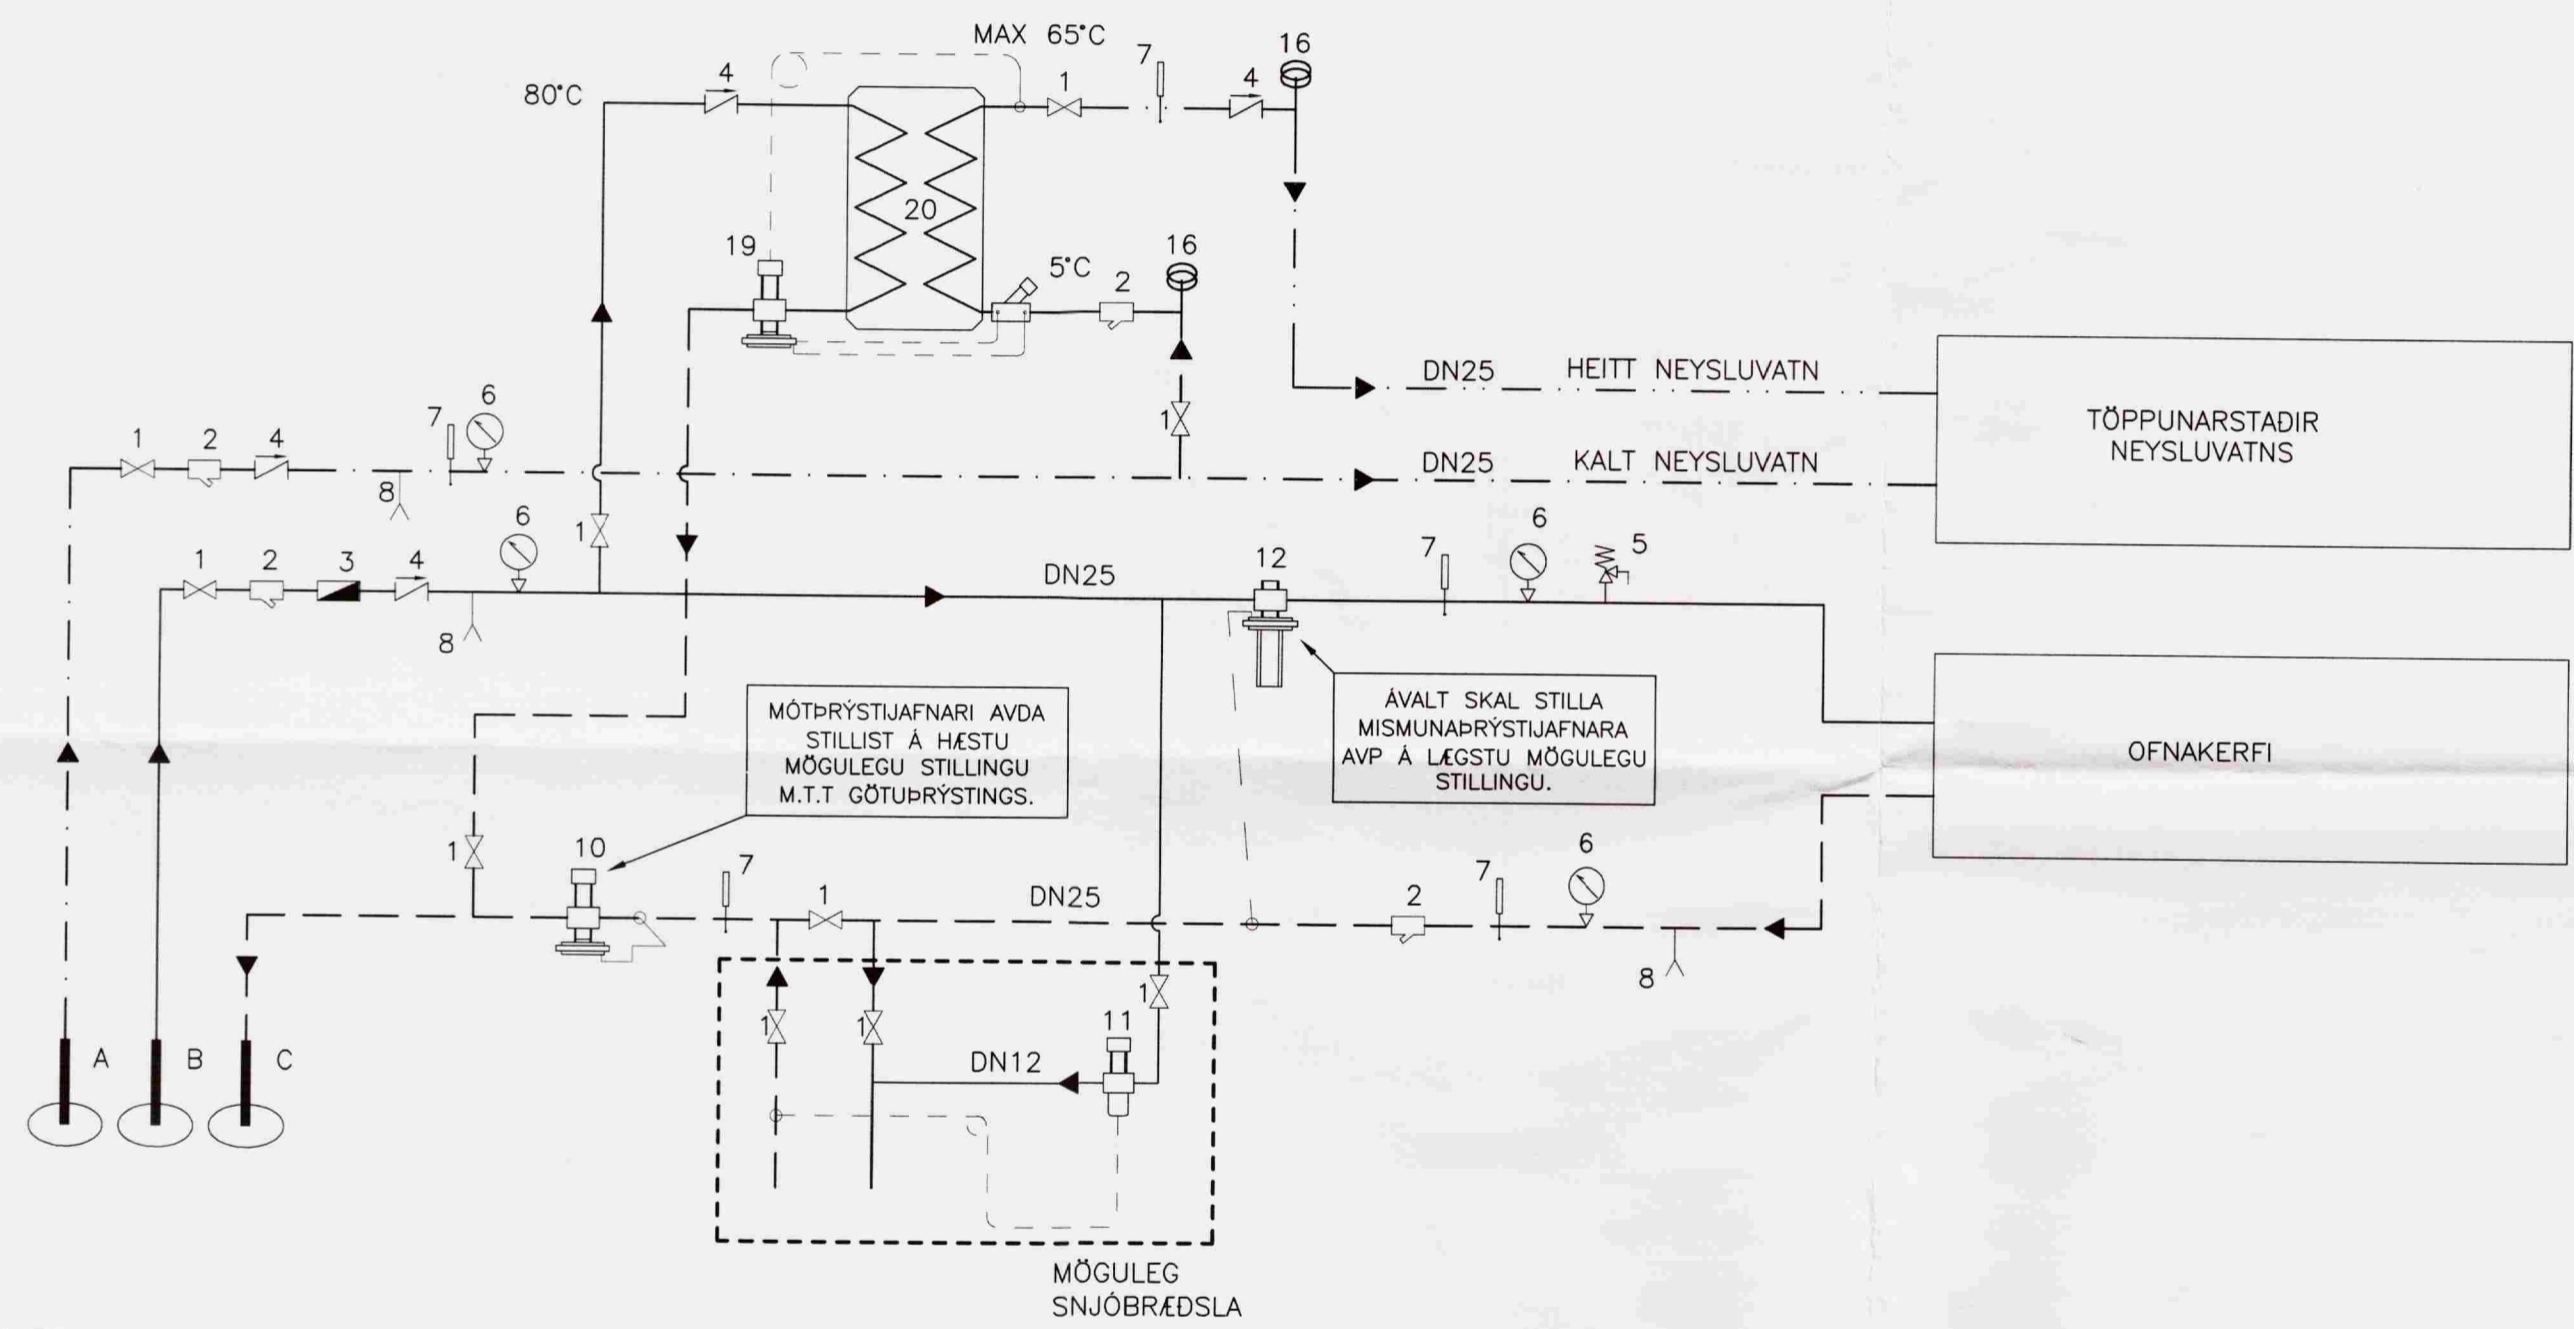 MAX 65°C
80°C
4
7
16
1
4
20
19
5°C
2
16
DN25 HEITT NEYSLUVATN
1
TÖPPUNARSTAÐIR
NEYSLUVATNS
1
2
4
7
6
8
DN25 KALT NEYSLUVATN
1
2
3
4
6
1
8
DN25
12
7
6
5
MÓTÞRÝSTIJAFNARI AVDA
STILLIST Á HÆSTU
MÖGULEGU STILLINGU
M.T.T GÖTUÞRÝSTINGS.
ÁVALT SKAL STILLA
MISMUNAÞRÝSTIJAFNARA
AVP Á LÆGSTU MÖGULEGU
STILLINGU.
OFNAKERFI
1
10
7
1
DN25
2
7
6
8
1
1
1
11
DN12
A
B
C
MÖGULEG
SNJÓBRÆÐSLA